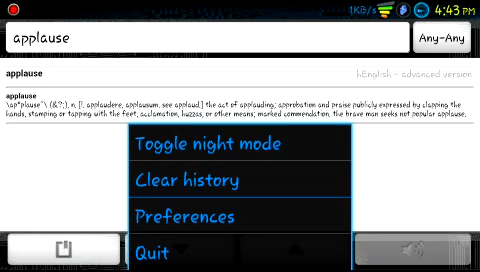 1KB/s 4:43 PM
applause
Any-Any
applause
hEnglish - advanced version
applause
\ap*plause"\ (&?;), n. [l. applaudere, applausum. see applaud.] the act of applauding; approbation and praise publicly expressed by clapping the
hands, stamping or tapping with the feet, acclamation, huzzas, or other means; marked commendation. the brave man seeks not popular applause.
Toggle night mode
Clear history
Preferences
Quit